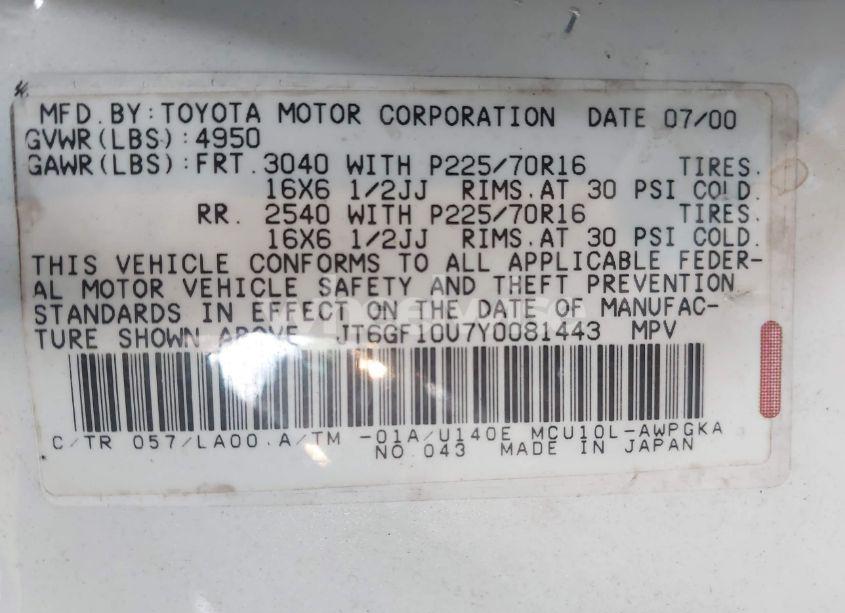 MFD.BY:TOYOTA MOTOR CORPORATION DATE 07/00
GVWR(LBS):4950
GAWR(LBS):FRT.3040 WITH P225/70R16 TIRES.
16X6 1/2JJ RIMS.AT 30 PSI COLD.
RR. 2540 WITH P225/70R16 TIRES.
16X6 1/2JJ RIMS.AT 30 PSI COLD.
THIS VEHICLE CONFORMS TO ALL APPLICABLE FEDER-
AL MOTOR VEHICLE SAFETY AND THEFT PREVENTION
STANDARDS IN EFFECT ON THE DATE OF MANUFAC-
TURE SHOWN ABOVE. JT6GF10U7Y0081443 MPV
C/TR 057/LA00.A/TM -01A/U140E MCU10L-AWPGKA
NO.043 MADE IN JAPAN